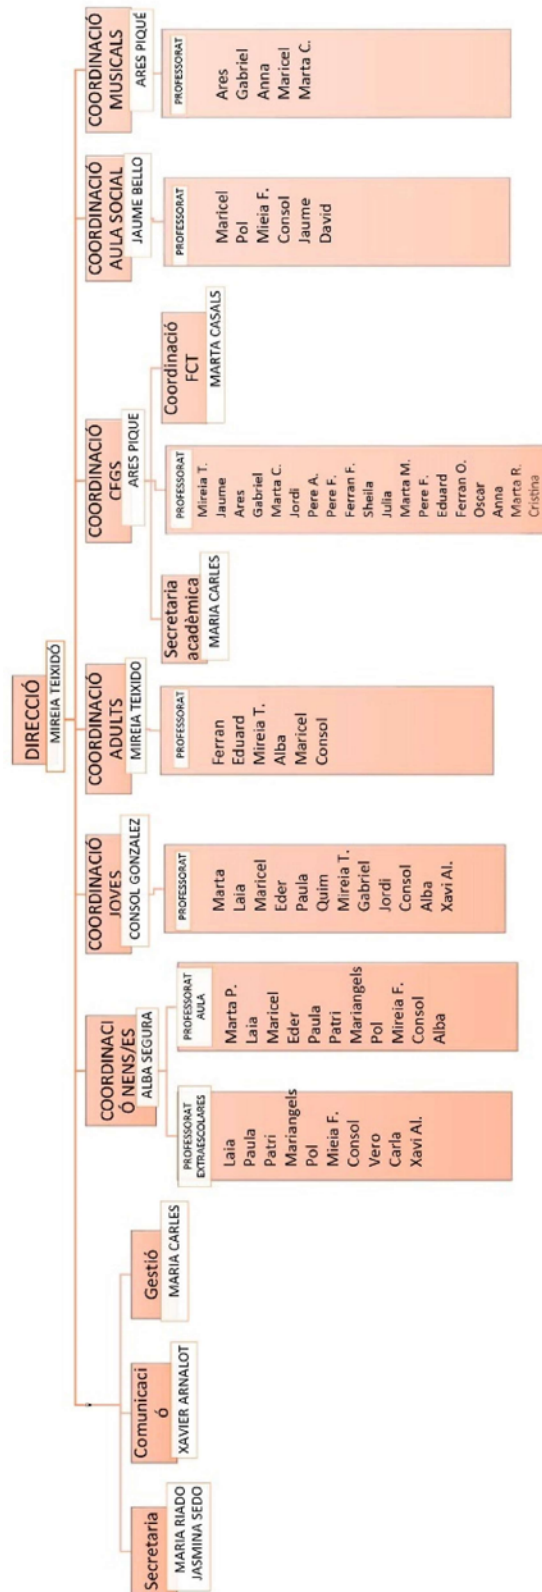 DIRECCIÓ
MIREIA TEIXIDÓ
Secretaria
MARIA RIADO
JASMINA SEDO
Comunicaci
ó
XAVIER ARNALOT
Gestió
MARIA CARLES
COORDINACI
Ó NENS/ES
ALBA SEGURA
PROFESSORAT
EXTRAESCOLARES
Laia
Paula
Patri
Mariangels
Pol
Mieia F.
Consol
Vero
Carla
Xavi Al.
PROFESSORAT
AULA
Marta P.
Laia
Maricel
Eder
Paula
Patri
Mariangels
Pol
Mireia F.
Consol
Alba
COORDINACIÓ
JOVES
CONSOL GONZALEZ
PROFESSORAT
Marta
Laia
Maricel
Eder
Paula
Quim
Mireia T.
Gabriel
Jordi
Consol
Alba
Xavi Al.
COORDINACIÓ
ADULTS
MIREIA TEIXIDO
PROFESSORAT
Ferran
Eduard
Mireia T.
Alba
Maricel
Consol
COORDINACIÓ
CFGS
ARES PIQUE
Secretaria
acadèmica
MARIA CARLES
PROFESSORAT
Mireia T.
Jaume
Ares
Gabriel
Marta C.
Jordi
Pere A.
Pere F.
Ferran F.
Sheila
Julia
Marta M.
Pere F.
Eduard
Ferran O.
Oscar
Anna
Marta R.
Cristina
Coordinació
FCT
MARTA CASALS
COORDINACIÓ
AULA SOCIAL
JAUME BELLO
PROFESSORAT
Maricel
Pol
Mieia F.
Consol
Jaume
David
COORDINACIÓ
MUSICALS
ARES PIQUÉ
PROFESSORAT
Ares
Gabriel
Anna
Maricel
Marta C.